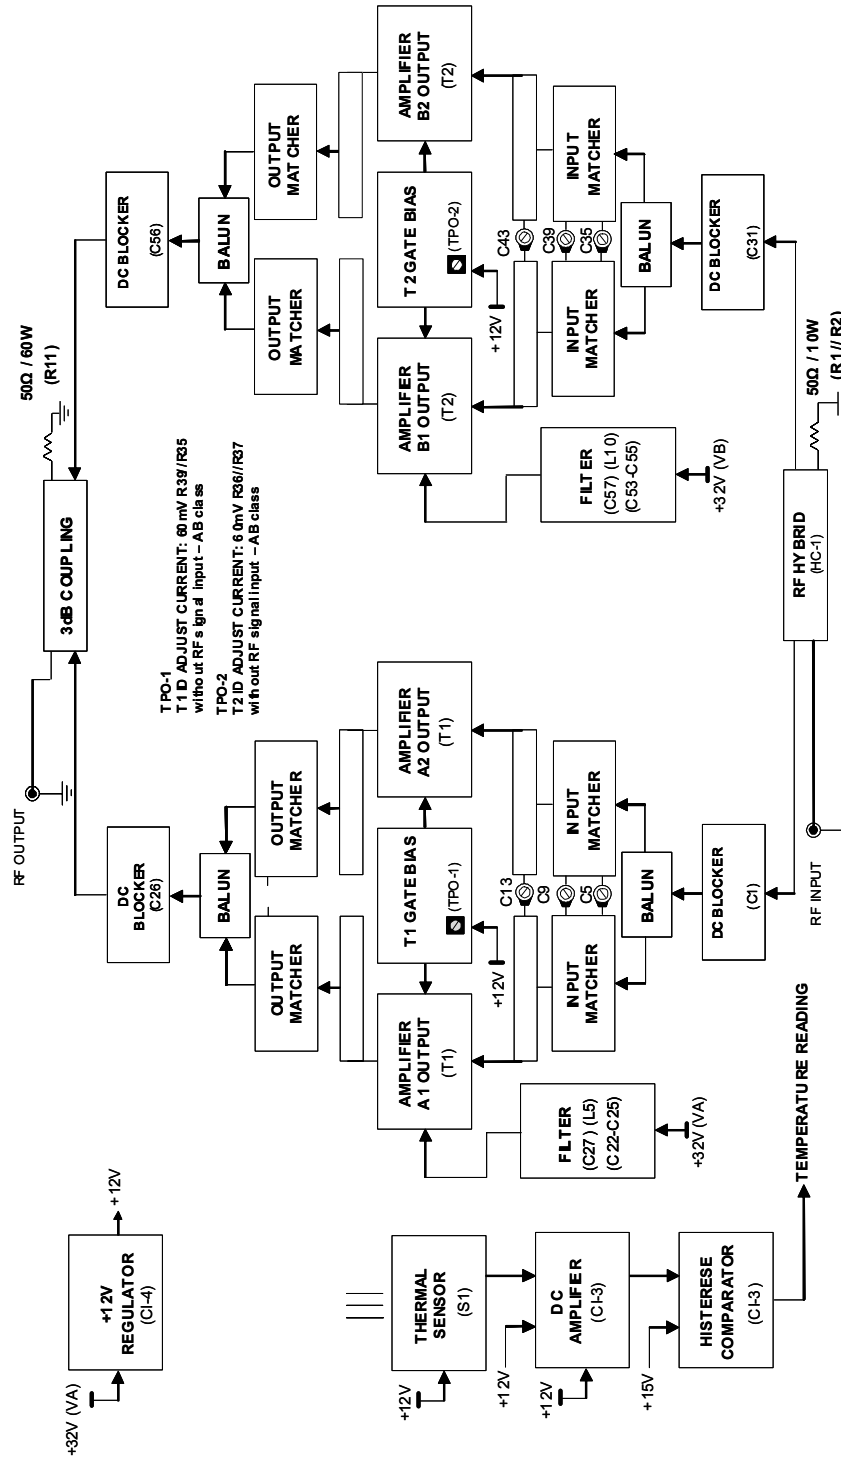 +32V (VA)
+12V
REGULATOR
(CI-4)
+12V
+12V
THERMAL
SENSOR
(S1)
+12V
+12V
DC
AMPLIFER
(CI-3)
+15V
HISTERESE
COMPARATOR
(CI-3)
TEMPERATURE READING
RF OUTPUT
3dB COUPLING
50Ω / 60W
(R11)
DC
BLOCKER
(C26)
BALUN
OUTPUT
MATCHER
OUTPUT
MATCHER
AMPLIFIER
A1 OUTPUT
(T1)
T1 GATE BIAS
(TPO-1)
+12V
AMPLIFIER
A2 OUTPUT
(T1)
FILTER
(C27) (L5)
(C22-C25)
+32V (VA)
C13
C9
C5
INPUT
MATCHER
INPUT
MATCHER
BALUN
DC BLOCKER
(C1)
RF INPUT
TPO-1
T1 ID ADJUST CURRENT: 60 mV R39//R35
without RF signal Input – AB class
TPO-2
T2 ID ADJUST CURRENT: 60mV R36//R37
without RF signal Input – AB class
DC BLOCKER
(C56)
BALUN
OUTPUT
MATCHER
OUTPUT
MATCHER
AMPLIFIER
B1 OUTPUT
(T2)
T2 GATE BIAS
(TPO-2)
+12V
AMPLIFIER
B2 OUTPUT
(T2)
FILTER
(C57) (L10)
(C53-C55)
+32V (VB)
C43
C39
C35
INPUT
MATCHER
INPUT
MATCHER
BALUN
DC BLOCKER
(C31)
RF HYBRID
(HC-1)
50Ω / 10W
(R1 // R2)